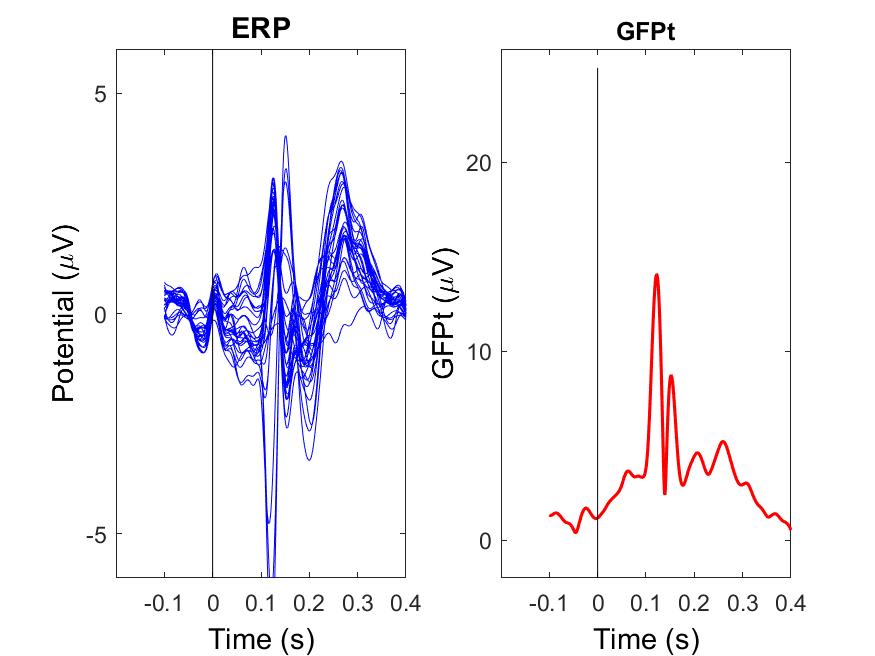 ERP
5
0
-5
Potential (μV)
-0.1 0 0.1 0.2 0.3 0.4
Time (s)
GFPt
20
10
0
GFPt (μV)
-0.1 0 0.1 0.2 0.3 0.4
Time (s)